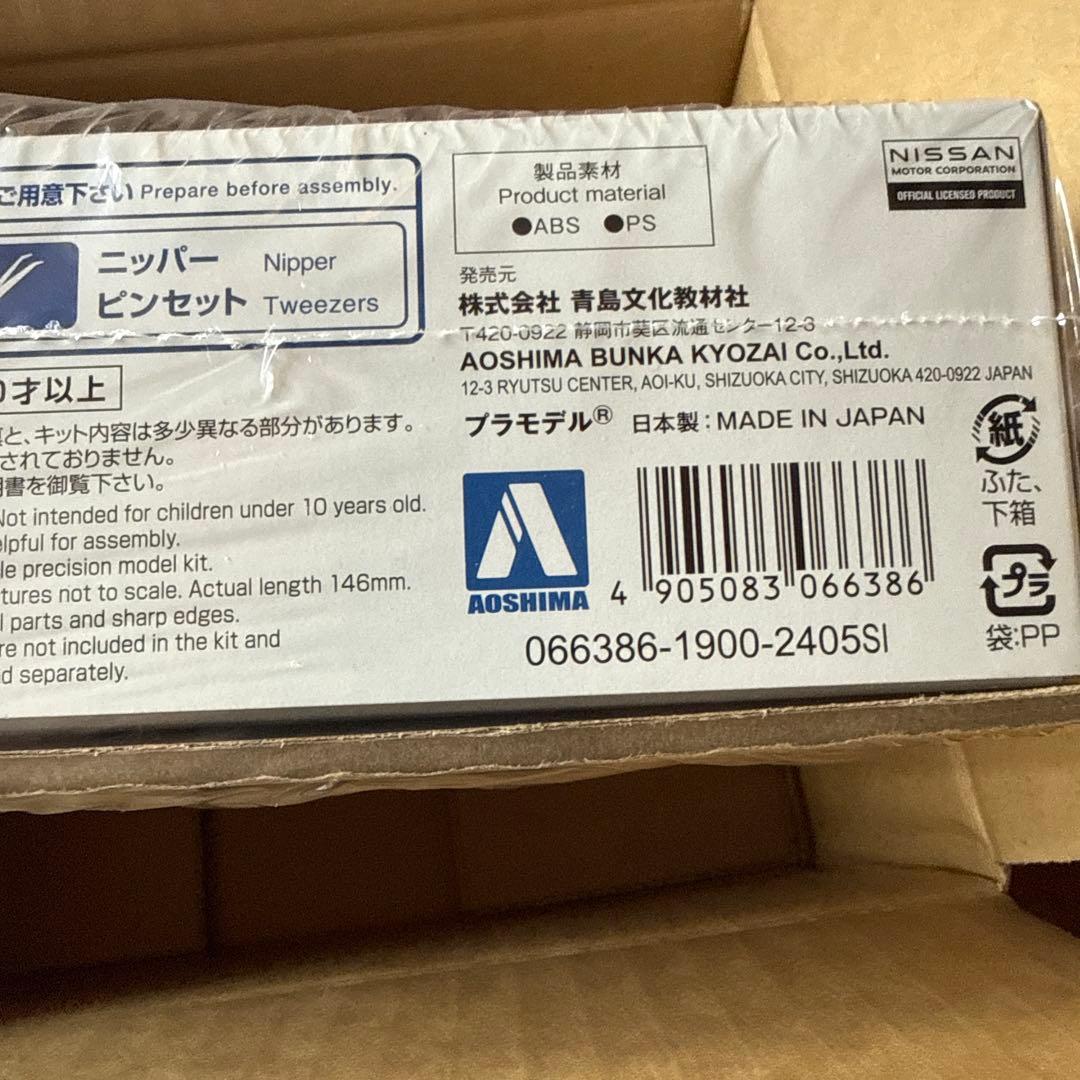 ご用意下さい Prepare before assembly.
ニッパー Nipper
ピンセット Tweezers
0才以上
と、キット内容は多少異なる部分があります。
されておりません。
明書を御覧下さい。
Not intended for children under 10 years old.
elpful for assembly.
le precision model kit.
tures not to scale. Actual length 146mm.
l parts and sharp edges.
re not included in the kit and
d separately.
製品素材
Product material
●ABS ●PS
NISSAN
MOTOR CORPORATION
OFFICIAL LICENSED PRODUCT
発売元
株式会社 青島文化教材社
〒420-0922 静岡市葵区流通センター12-3
AOSHIMA BUNKA KYOZAI Co.,Ltd.
12-3 RYUTSU CENTER, AOI-KU, SHIZUOKA CITY, SHIZUOKA 420-0922 JAPAN
プラモデル® 日本製:MADE IN JAPAN
AOSHIMA
4 905083 066386
066386-1900-2405SI
紙
ふた、
下箱
プラ
袋:PP